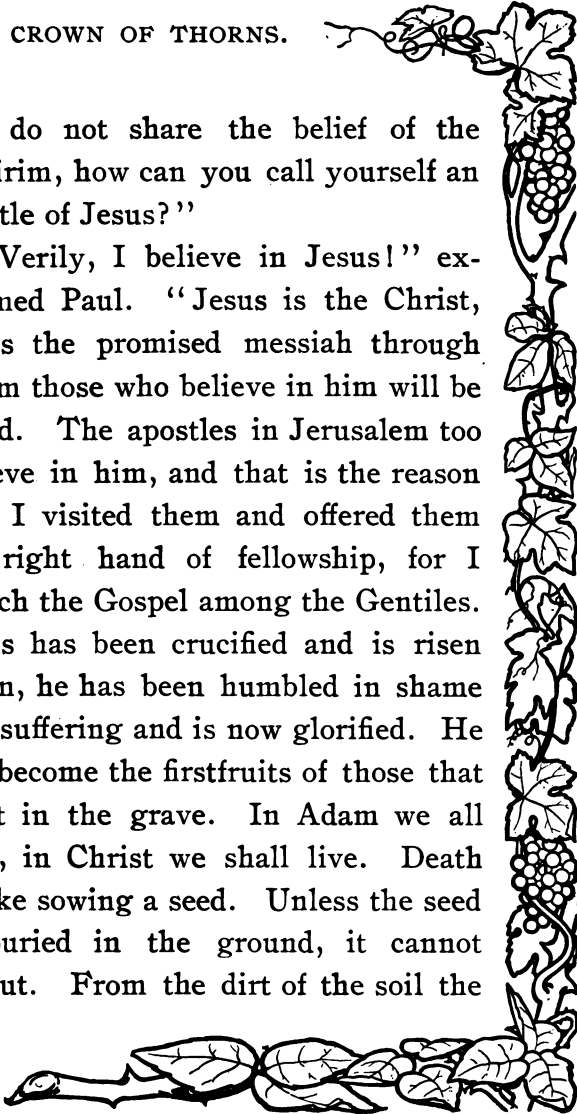 CROWN OF THORNS.
do not share the belief of the
irim, how can you call yourself an
tle of Jesus?"
Verily, I believe in Jesus!" ex-
med Paul. "Jesus is the Christ,
s the promised messiah through
m those who believe in him will be
d. The apostles in Jerusalem too
eve in him, and that is the reason
I visited them and offered them
right hand of fellowship, for I
ch the Gospel among the Gentiles.
s has been crucified and is risen
n, he has been humbled in shame
suffering and is now glorified. He
become the firstfruits of those that
t in the grave. In Adam we all
, in Christ we shall live. Death
ke sowing a seed. Unless the seed
buried in the ground, it cannot
ut. From the dirt of the soil the